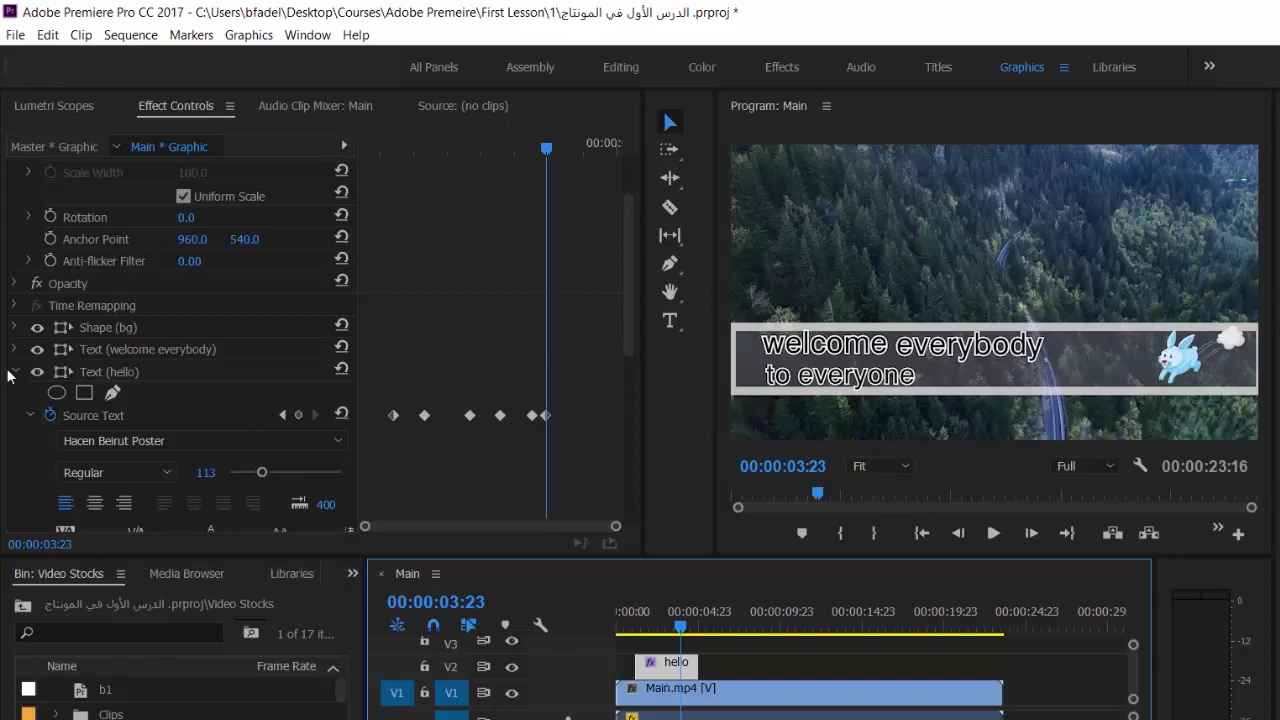 Adobe Premiere Pro CC 2017 - C:\Users\bfadel\Desktop\Courses\Adobe Premeire\First Lesson\1\الدرس الأول في المونتاج .prproj *
File Edit Clip Sequence Markers Graphics Window Help
All Panels Assembly Editing Color Effects Audio Titles Graphics Libraries
Lumetri Scopes Effect Controls Audio Clip Mixer: Main Source: (no clips)
Program: Main
Master * Graphic Main * Graphic 00:00:
Scale Width 100.0
Uniform Scale
Rotation 0.0
Anchor Point 960.0 540.0
Anti-flicker Filter 0.00
fx Opacity
fx Time Remapping
Shape (bg)
Text (welcome everybody)
Text (hello)
Source Text
Hacen Beirut Poster
Regular 113
400
00:00:03:23
welcome everybody
to everyone
00:00:03:23 Fit Full 00:00:23:16
Bin: Video Stocks Media Browser Libraries
الدرس الأول في المونتاج .prproj\Video Stocks
1 of 17 it...
Name Frame Rate
b1
Clips
Main
00:00:03:23
:00:00 00:00:04:23 00:00:09:23 00:00:14:23 00:00:19:23 00:00:24:23 00:00:29
V3
V2 fx hello
V1 V1 fx Main.mp4 [V]
0
-12
-24